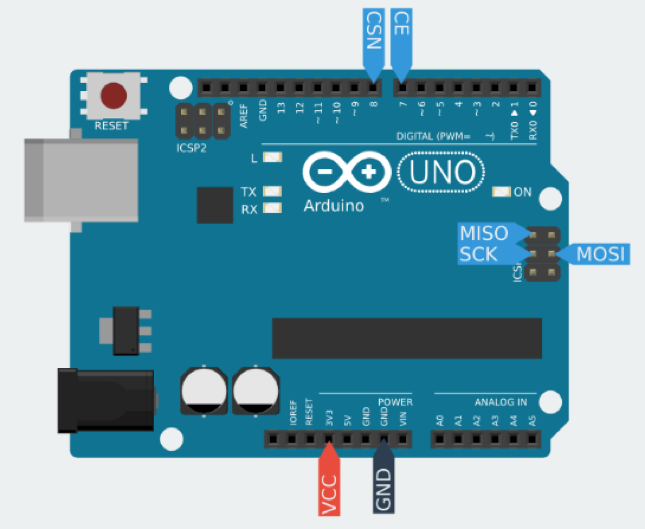 CSN
CE
RESET
ICSP2
AREF
GND
13
12
~ 11
~ 10
~ 9
8
7
~ 6
~ 5
4
~ 3
2
TX0 ▶ 1
RX0 ◀ 0
DIGITAL (PWM= ~)
L
TX
RX
Arduino
TM
UNO
ON
MISO
SCK
MOSI
POWER
ANALOG IN
IOREF
RESET
3V3
5V
GND
GND
VIN
A0
A1
A2
A3
A4
A5
VCC
GND